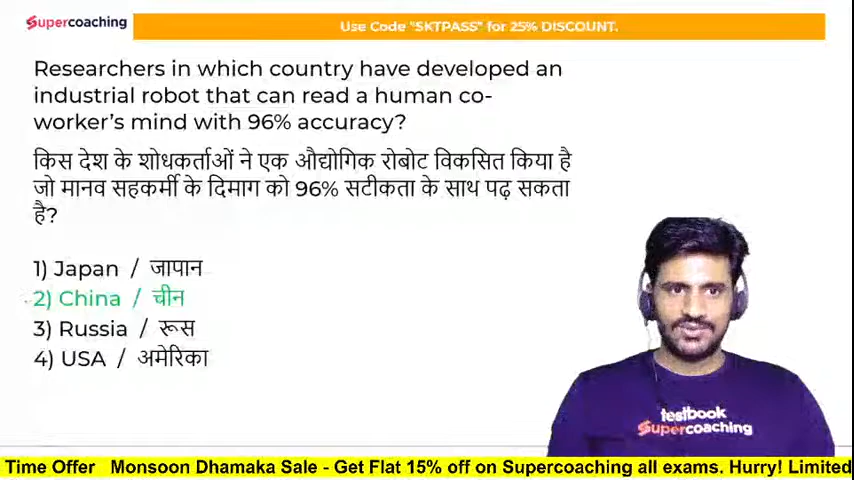 Supercoaching
Use Code "SKTPASS" for 25% DISCOUNT.
Researchers in which country have developed an
industrial robot that can read a human co-
worker's mind with 96% accuracy?
किस देश के शोधकर्ताओं ने एक औद्योगिक रोबोट विकसित किया है
जो मानव सहकर्मी के दिमाग को 96% सटीकता के साथ पढ़ सकता
है?
1) Japan / जापान
2) China / चीन
3) Russia / रूस
4) USA / अमेरिका
testbook
Supercoaching
Time Offer Monsoon Dhamaka Sale - Get Flat 15% off on Supercoaching all exams. Hurry! Limited